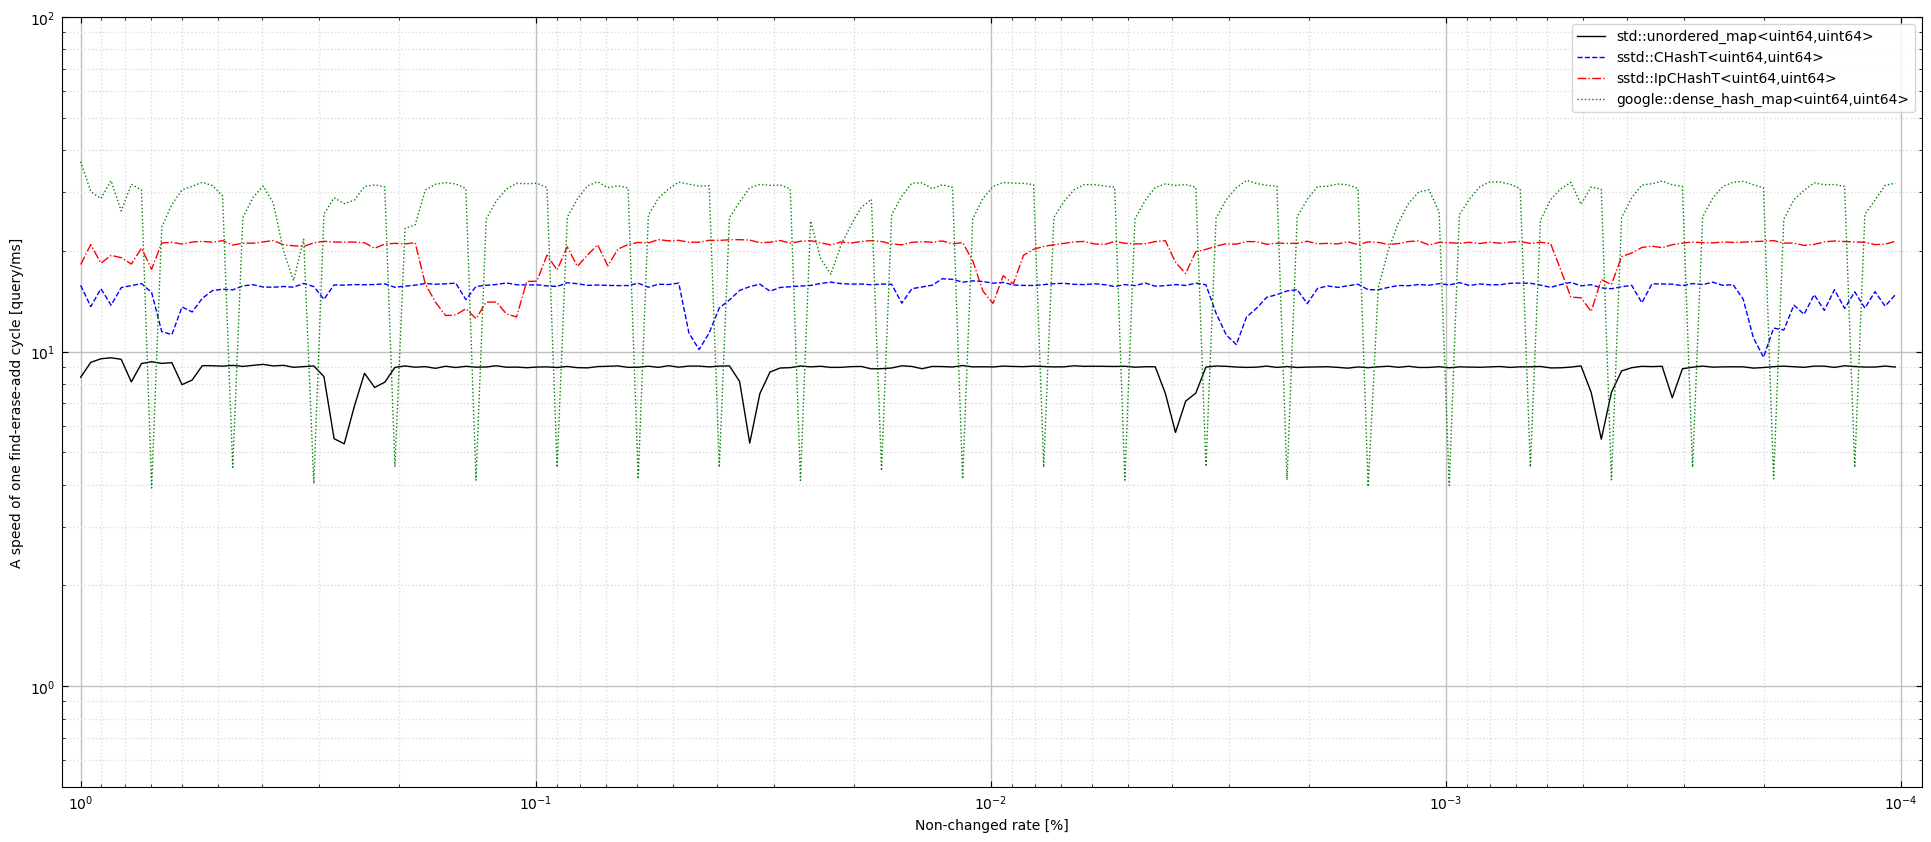 std::unordered_map<uint64,uint64>
sstd::CHashT<uint64,uint64>
sstd::IpCHashT<uint64,uint64>
google::dense_hash_map<uint64,uint64>
A speed of one find-erase-add cycle [query/ms]
10²
10¹
10⁰
10⁰ 10⁻¹ 10⁻² 10⁻³ 10⁻⁴
Non-changed rate [%]